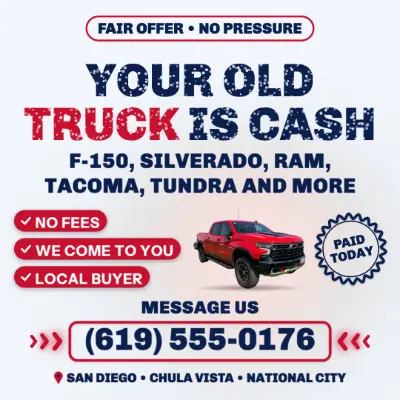 FAIR OFFER • NO PRESSURE
YOUR OLD
TRUCK IS CASH
F-150, SILVERADO, RAM,
TACOMA, TUNDRA AND MORE
NO FEES
WE COME TO YOU
LOCAL BUYER
PAID
TODAY
MESSAGE US
(619) 555-0176
SAN DIEGO • CHULA VISTA • NATIONAL CITY